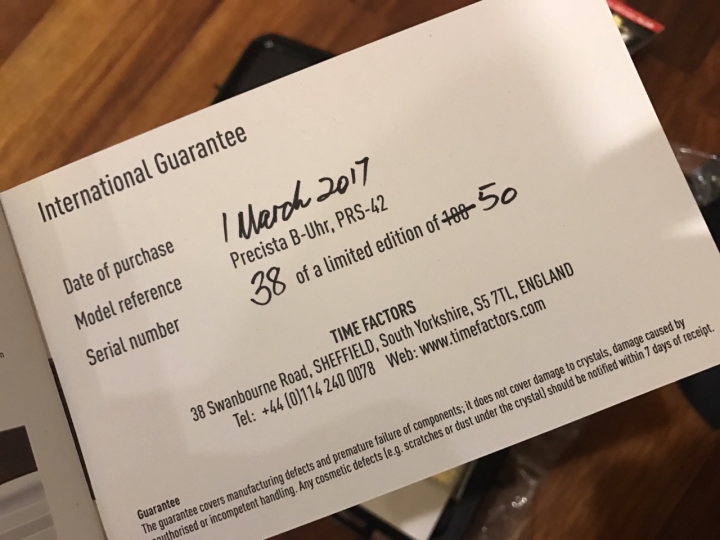 International Guarantee
Date of purchase 1 March 2017
Model reference Precista B-Uhr, PRS-42
Serial number 38 of a limited edition of 100 50
TIME FACTORS
38 Swanbourne Road, SHEFFIELD, South Yorkshire, S5 7TL, ENGLAND
Tel: +44 (0)114 240 0078 Web: www.timefactors.com
Guarantee
The guarantee covers manufacturing defects and premature failure of components; it does not cover damage to crystals, damage caused by
or incompetent handling. Any cosmetic defects (e.g. scratches or dust under the crystal) should be notified within 7 days of receipt.